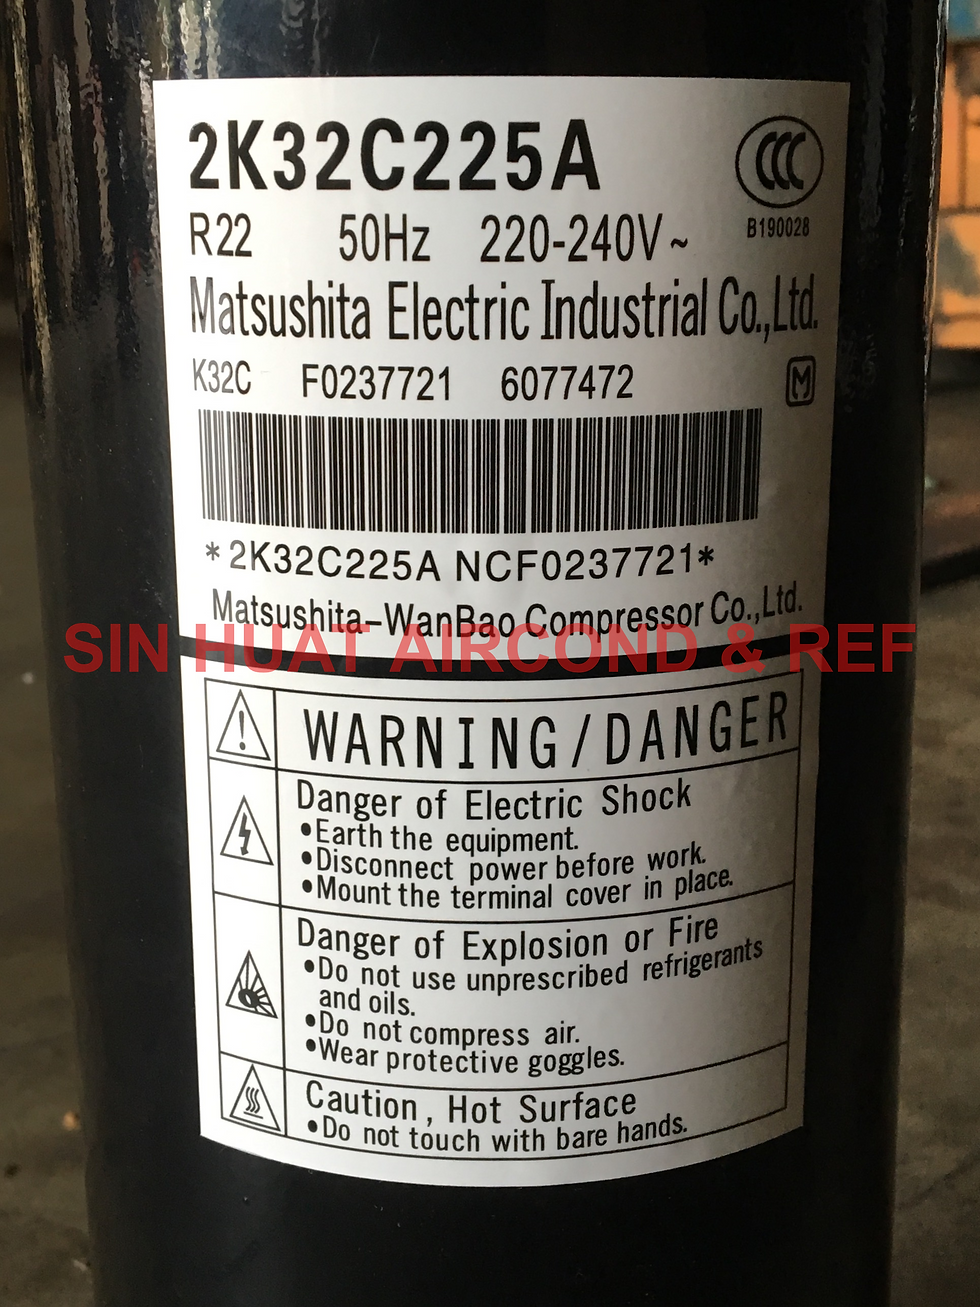 2K32C225A
CCC
R22 50Hz 220-240V~
B190028
Matsushita Electric Industrial Co.,Ltd.
K32C F0237721 6077472
M
*2K32C225A NCF0237721*
Matsushita-WanBao Compressor Co.,Ltd.
SIN HUAT AIRCOND & REF
WARNING/DANGER
Danger of Electric Shock
•Earth the equipment.
•Disconnect power before work.
•Mount the terminal cover in place.
Danger of Explosion or Fire
•Do not use unprescribed refrigerants
and oils.
•Do not compress air.
•Wear protective goggles.
Caution, Hot Surface
•Do not touch with bare hands.